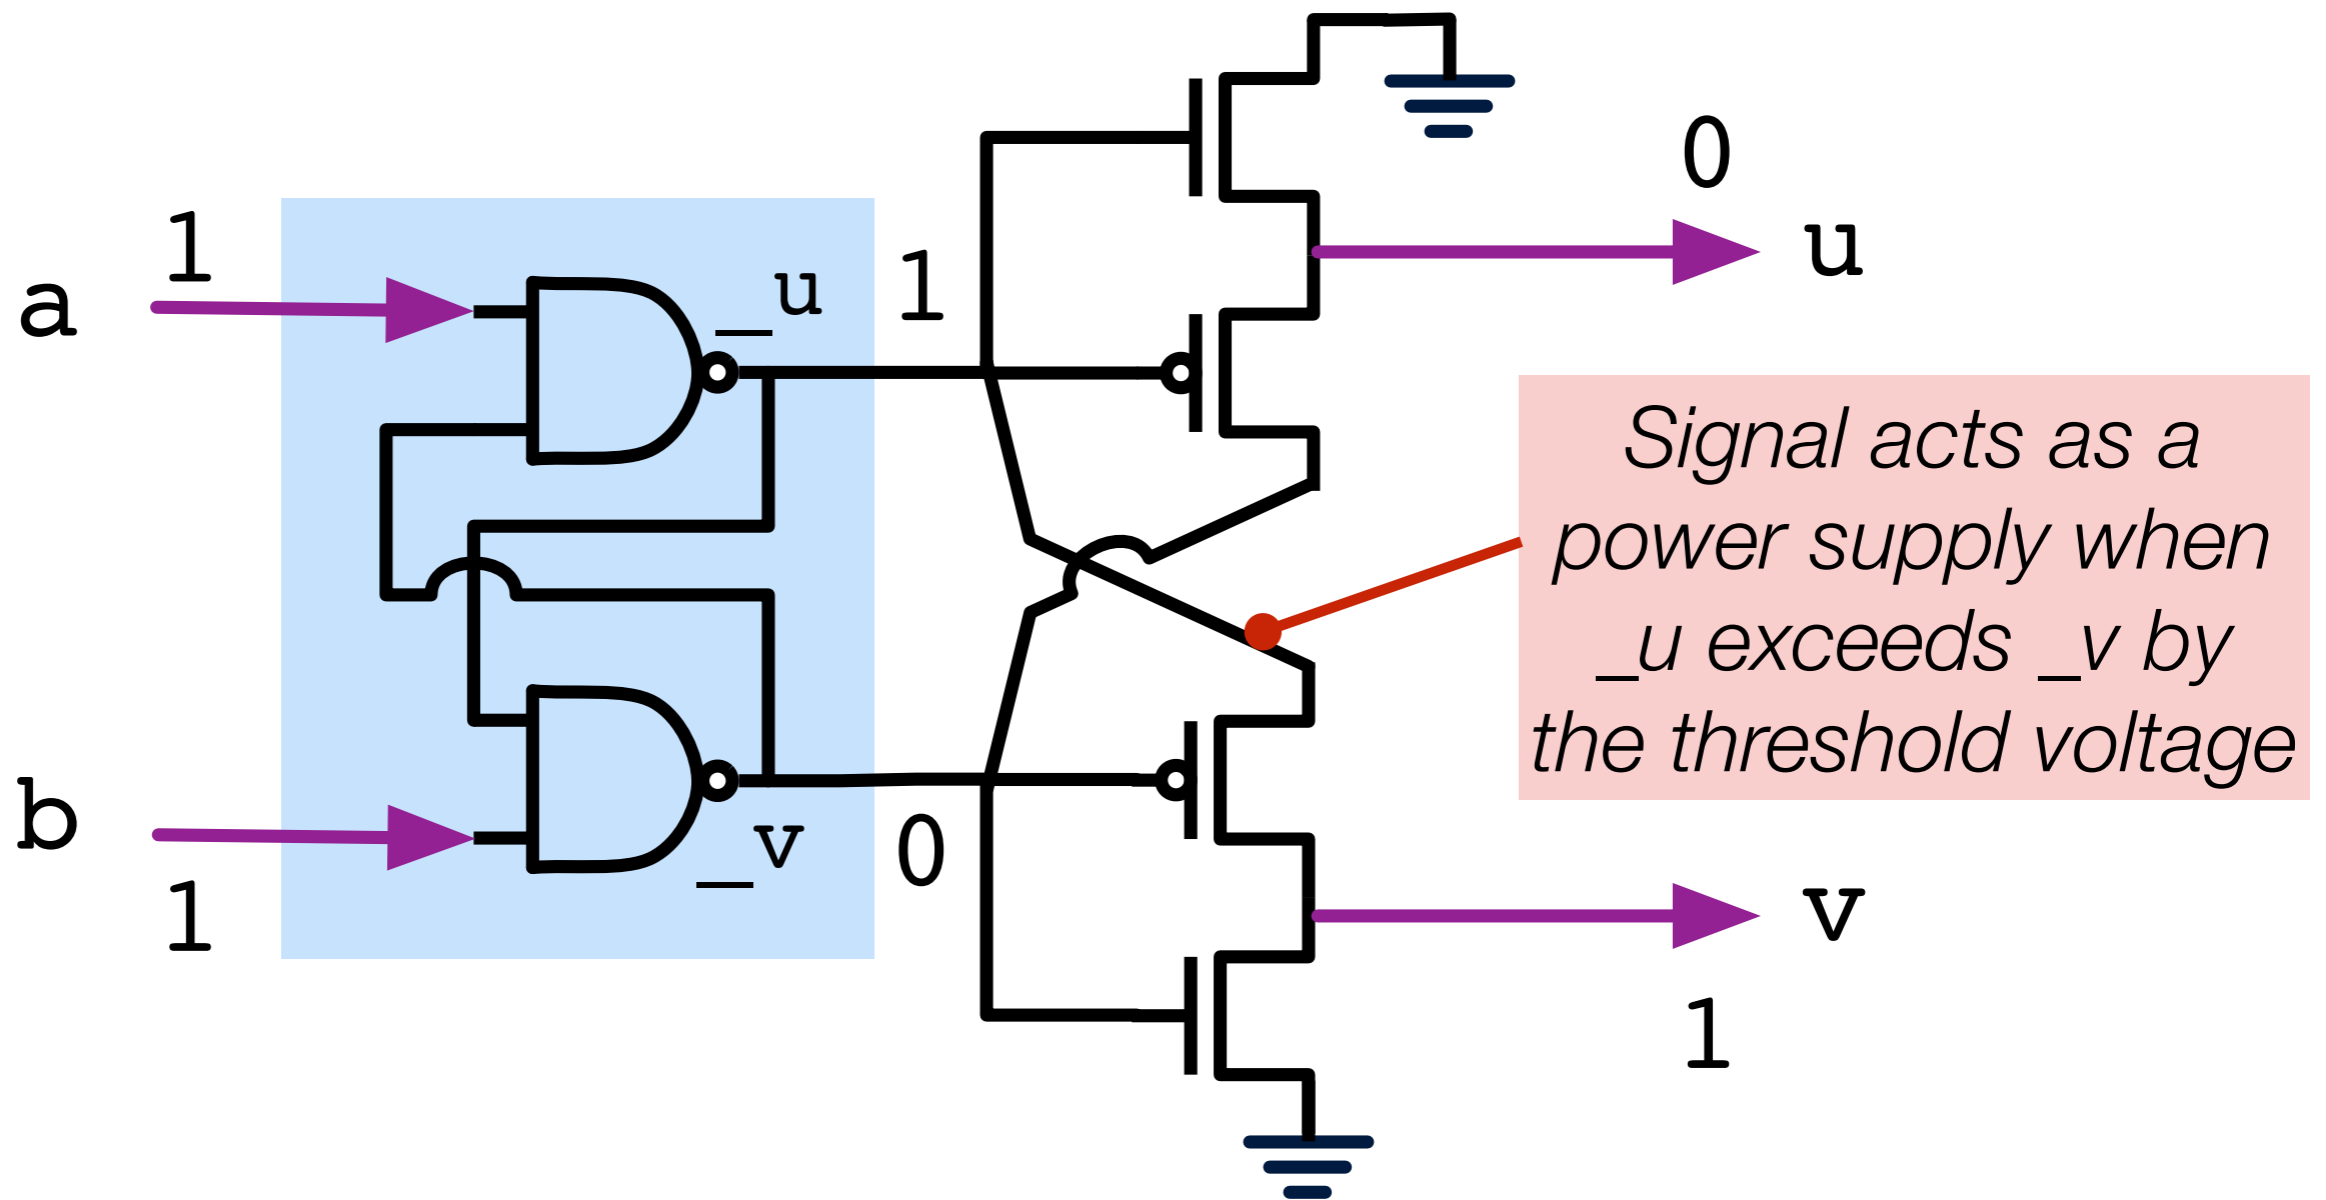 1
a
_u
1
0
u
Signal acts as a
power supply when
_u exceeds _v by
the threshold voltage
b
1
_v
0
v
1